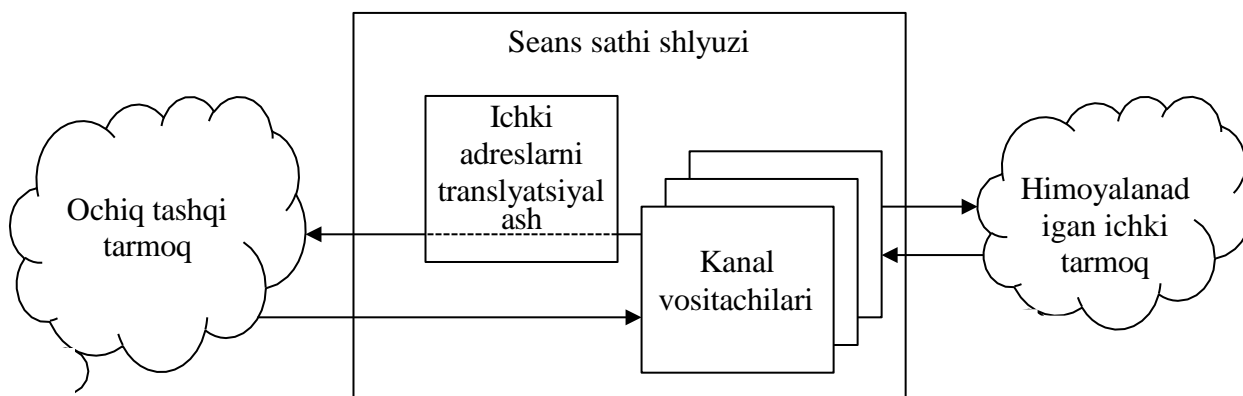 Seans sathi shlyuzi
Ichki
adreslarni
translyatsiyal
ash
Ochiq tashqi
tarmoq
Kanal
vositachilari
Himoyalanad
igan ichki
tarmoq